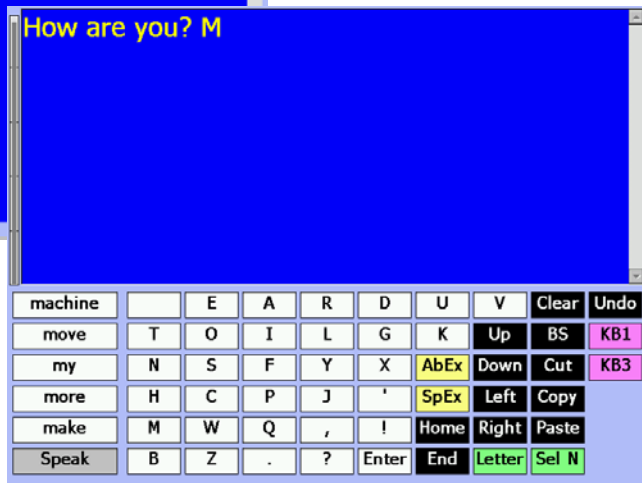 How are you? M
machine E A R D U V Clear Undo
move T O I L G K Up BS KB1
my N S F Y X AbEx Down Cut KB3
more H C P J ' SpEx Left Copy
make M W Q , ! Home Right Paste
Speak B Z . ? Enter End Letter Sel N